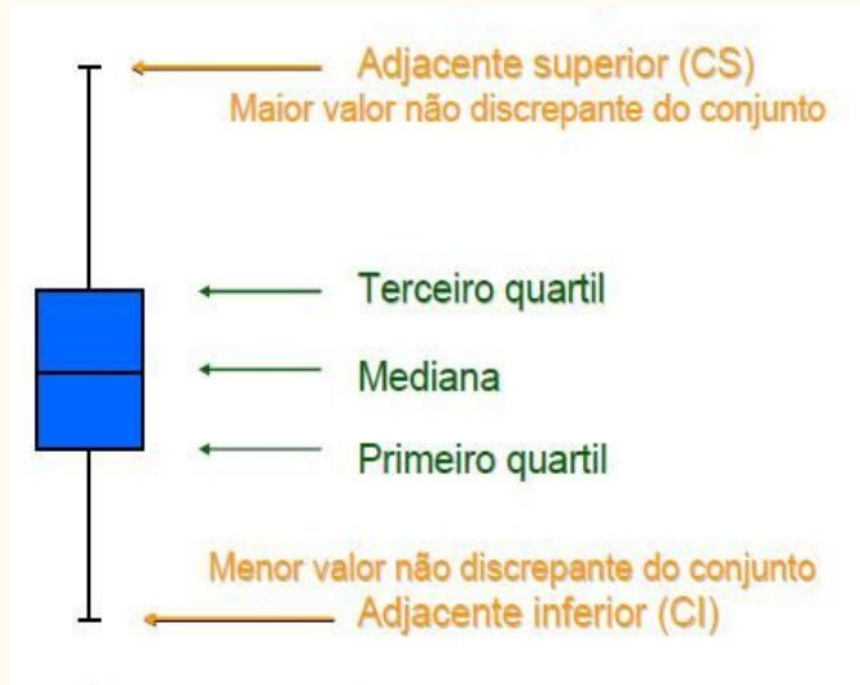 Adjacente superior (CS)
Maior valor não discrepante do conjunto
Terceiro quartil
Mediana
Primeiro quartil
Menor valor não discrepante do conjunto
Adjacente inferior (CI)